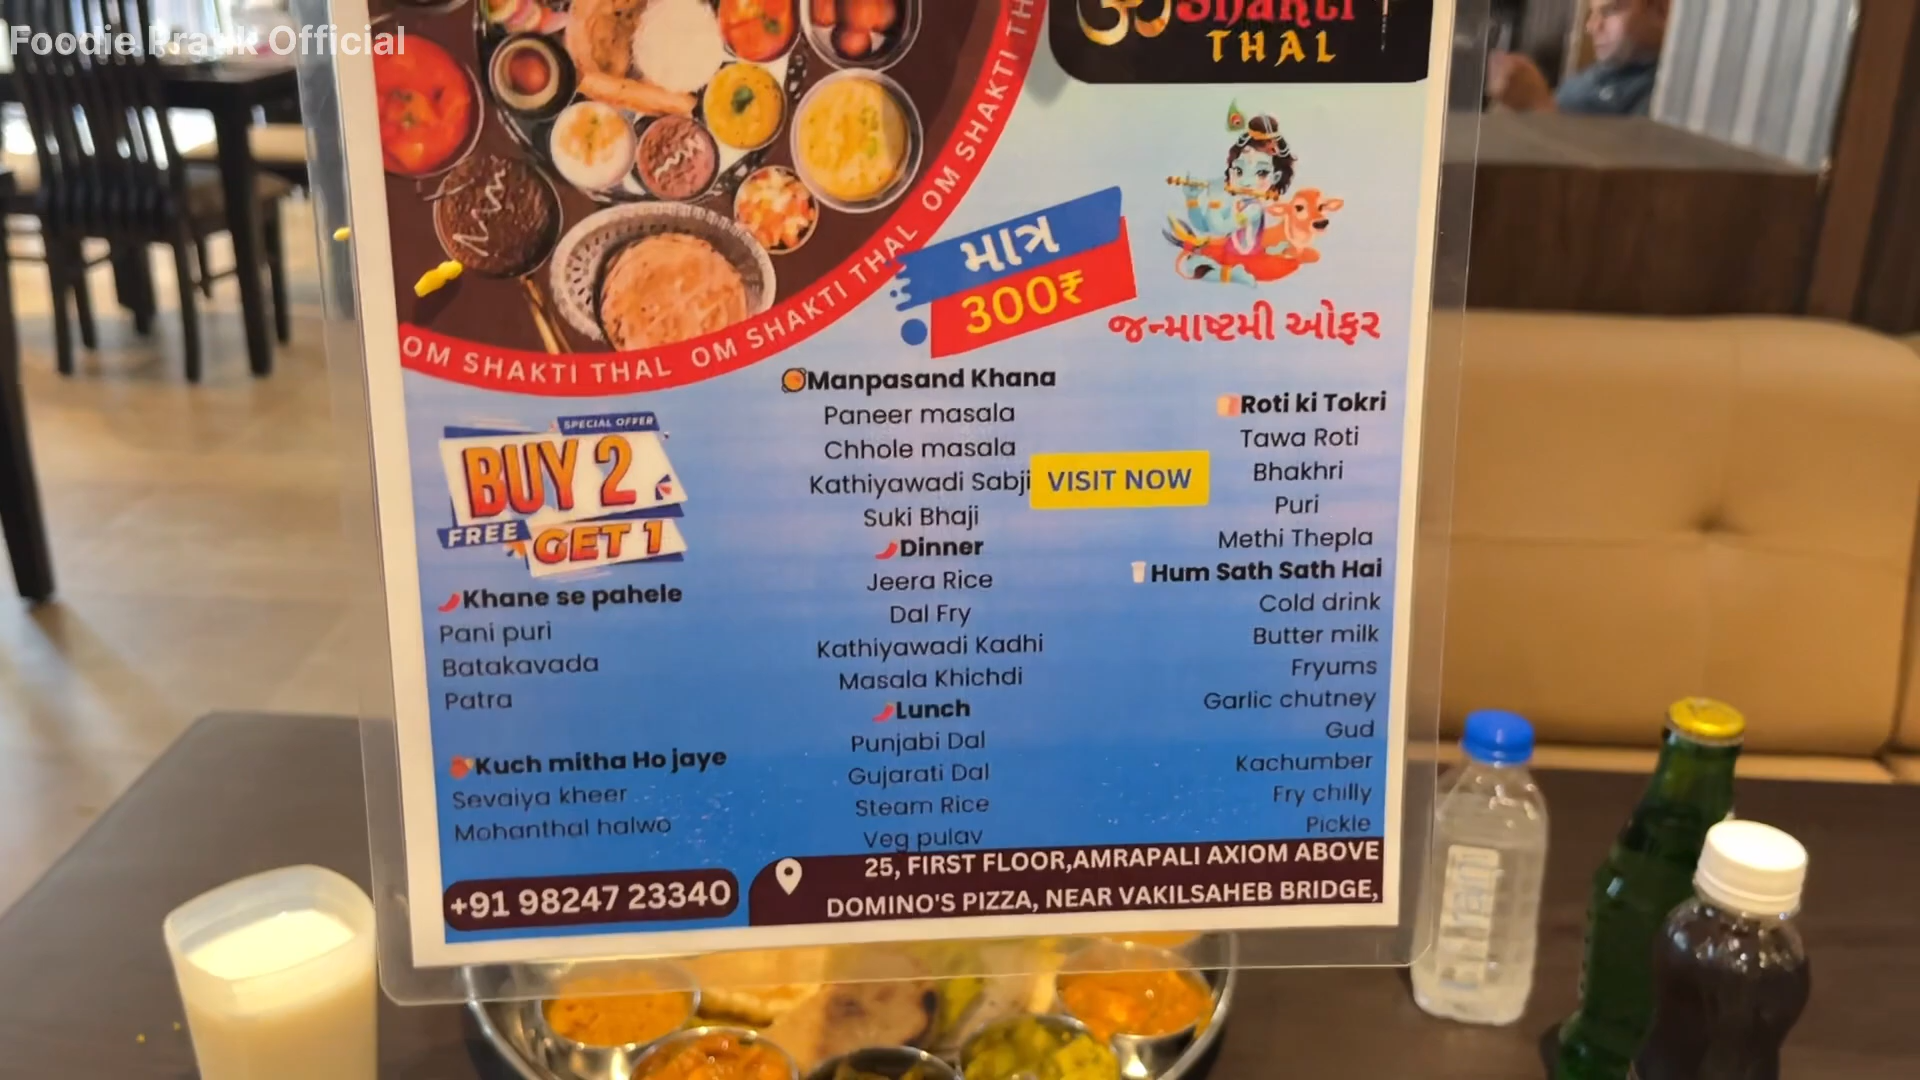 Foodie Pratik Official
Shakti
THAL
OM SHAKTI THAL OM SHAKTI THAL OM SHAKTI TH
માત્ર
300₹
જન્માષ્ટમી ઓફર
SPECIAL OFFER
BUY 2
FREE GET 1
Khane se pahele
Pani puri
Batakavada
Patra
Kuch mitha Ho jaye
Sevaiya kheer
Mohanthal halwo
Manpasand Khana
Paneer masala
Chhole masala
Kathiyawadi Sabji
Suki Bhaji
Dinner
Jeera Rice
Dal Fry
Kathiyawadi Kadhi
Masala Khichdi
Lunch
Punjabi Dal
Gujarati Dal
Steam Rice
Veg pulav
VISIT NOW
Roti ki Tokri
Tawa Roti
Bhakhri
Puri
Methi Thepla
Hum Sath Sath Hai
Cold drink
Butter milk
Fryums
Garlic chutney
Gud
Kachumber
Fry chilly
Pickle
+91 98247 23340
25, FIRST FLOOR,AMRAPALI AXIOM ABOVE
DOMINO'S PIZZA, NEAR VAKILSAHEB BRIDGE,